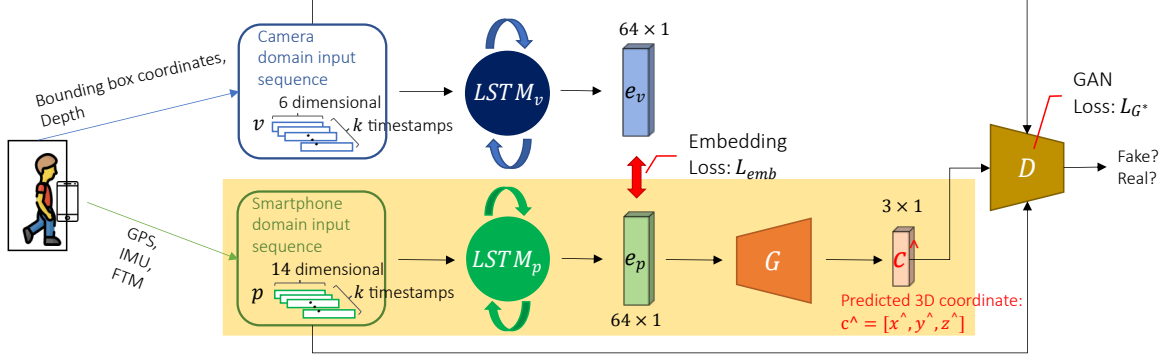 Bounding box coordinates,
Depth
GPS,
IMU,
FTM
Camera
domain input
sequence
6 dimensional
v
k timestamps
LSTM_v
64 × 1
e_v
Embedding
Loss: L_emb
Smartphone
domain input
sequence
14 dimensional
p
k timestamps
LSTM_p
e_p
64 × 1
G
3 × 1
ĉ
Predicted 3D coordinate:
c^ = [x^, y^, z^]
GAN
Loss: L_G*
D
Fake?
Real?